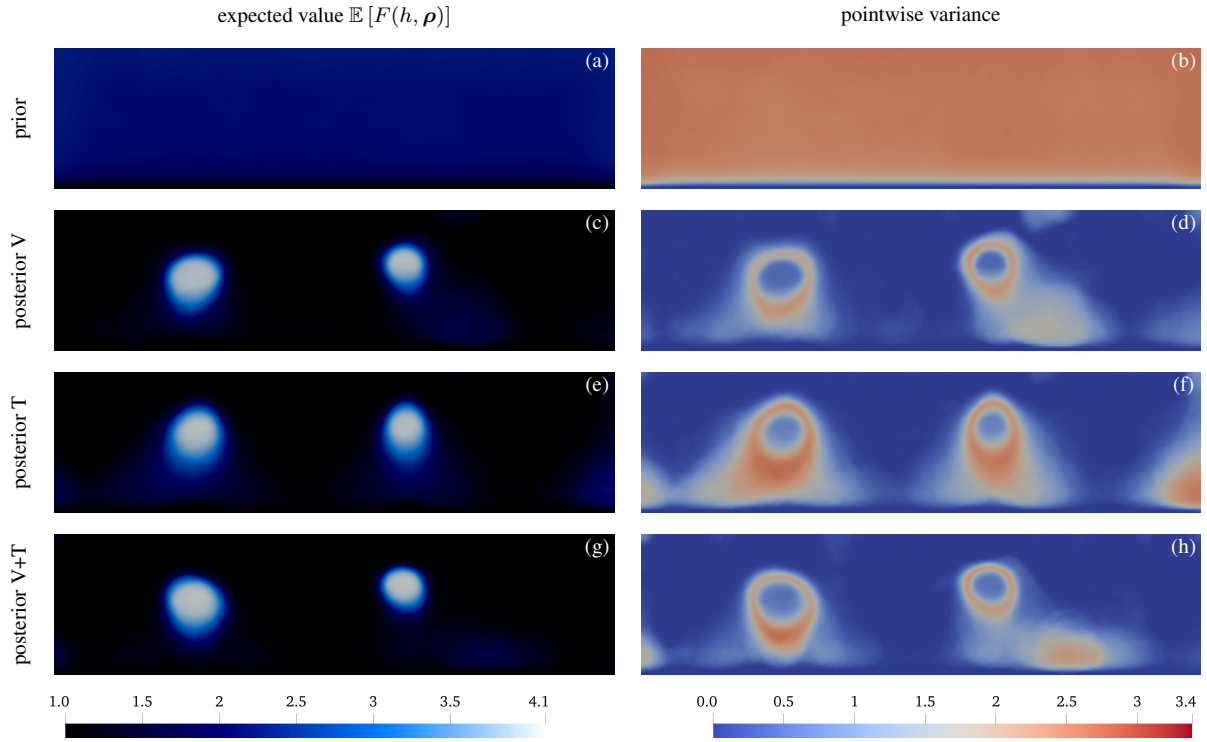 expected value 𝔼 [F(h, ρ)]
pointwise variance
prior
(a)
(b)
posterior V
(c)
(d)
posterior T
(e)
(f)
posterior V+T
(g)
(h)
1.0 1.5 2 2.5 3 3.5 4.1
0.0 0.5 1 1.5 2 2.5 3 3.4